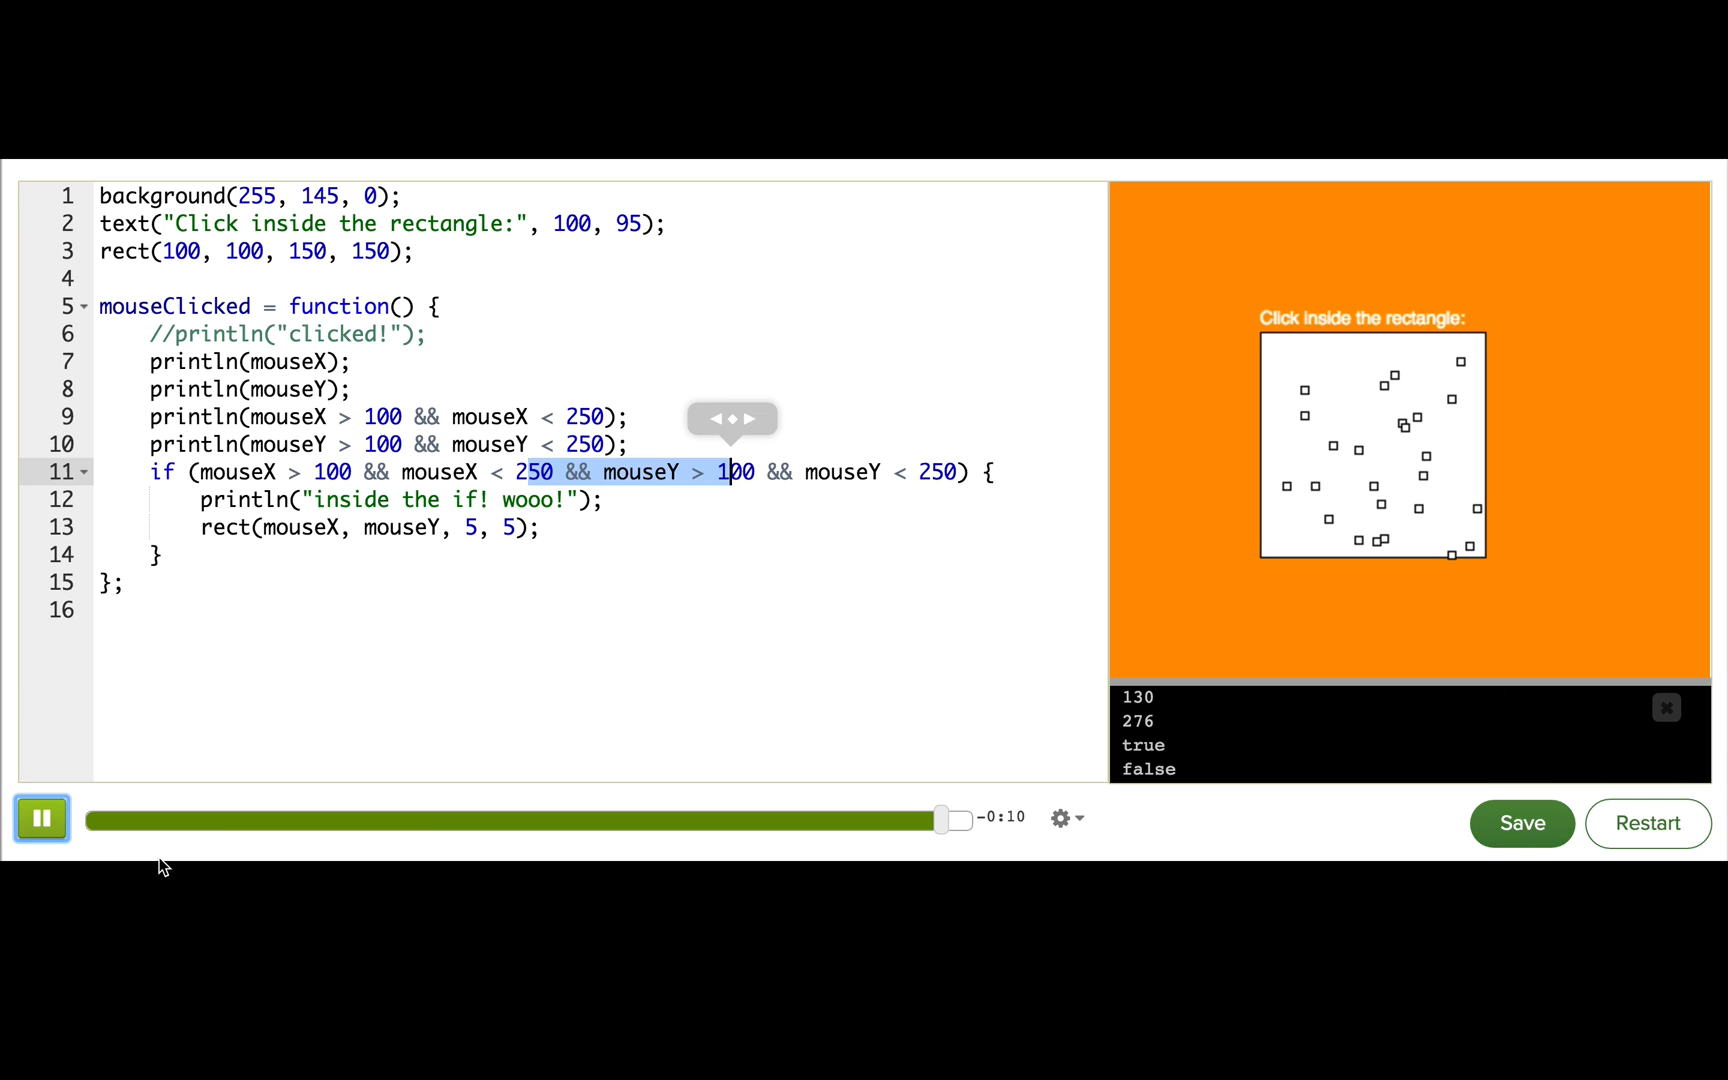 1 background(255, 145, 0);
2 text("Click inside the rectangle:", 100, 95);
3 rect(100, 100, 150, 150);
4
5 mouseClicked = function() {
6 //println("clicked!");
7 println(mouseX);
8 println(mouseY);
9 println(mouseX > 100 && mouseX < 250);
10 println(mouseY > 100 && mouseY < 250);
11 if (mouseX > 100 && mouseX < 250 && mouseY > 100 && mouseY < 250) {
12 println("inside the if! wooo!");
13 rect(mouseX, mouseY, 5, 5);
14 }
15 };
16
Click inside the rectangle:
130
276
true
false
-0:10
Save
Restart